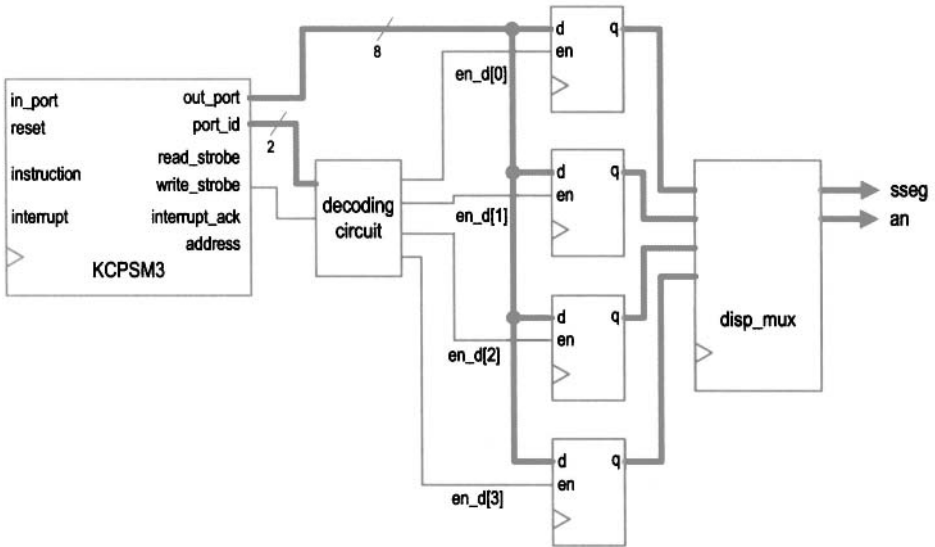 in_port
reset
instruction
interrupt
out_port
port_id
read_strobe
write_strobe
interrupt_ack
address
KCPSM3
8
2
decoding
circuit
en_d[0]
en_d[1]
en_d[2]
en_d[3]
d
q
en
d
q
en
d
q
en
d
q
en
disp_mux
sseg
an